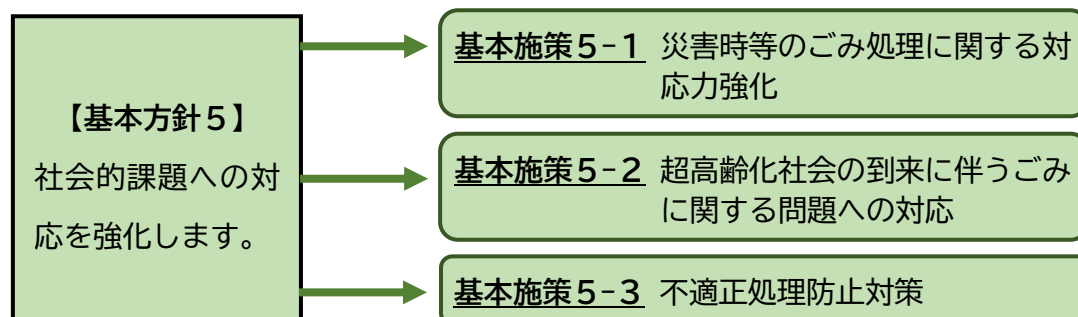 【基本方針５】
社会的課題への対
応を強化します。
基本施策５-１ 災害時等のごみ処理に関する対
応力強化
基本施策５-２ 超高齢化社会の到来に伴うごみ
に関する問題への対応
基本施策５-３ 不適正処理防止対策